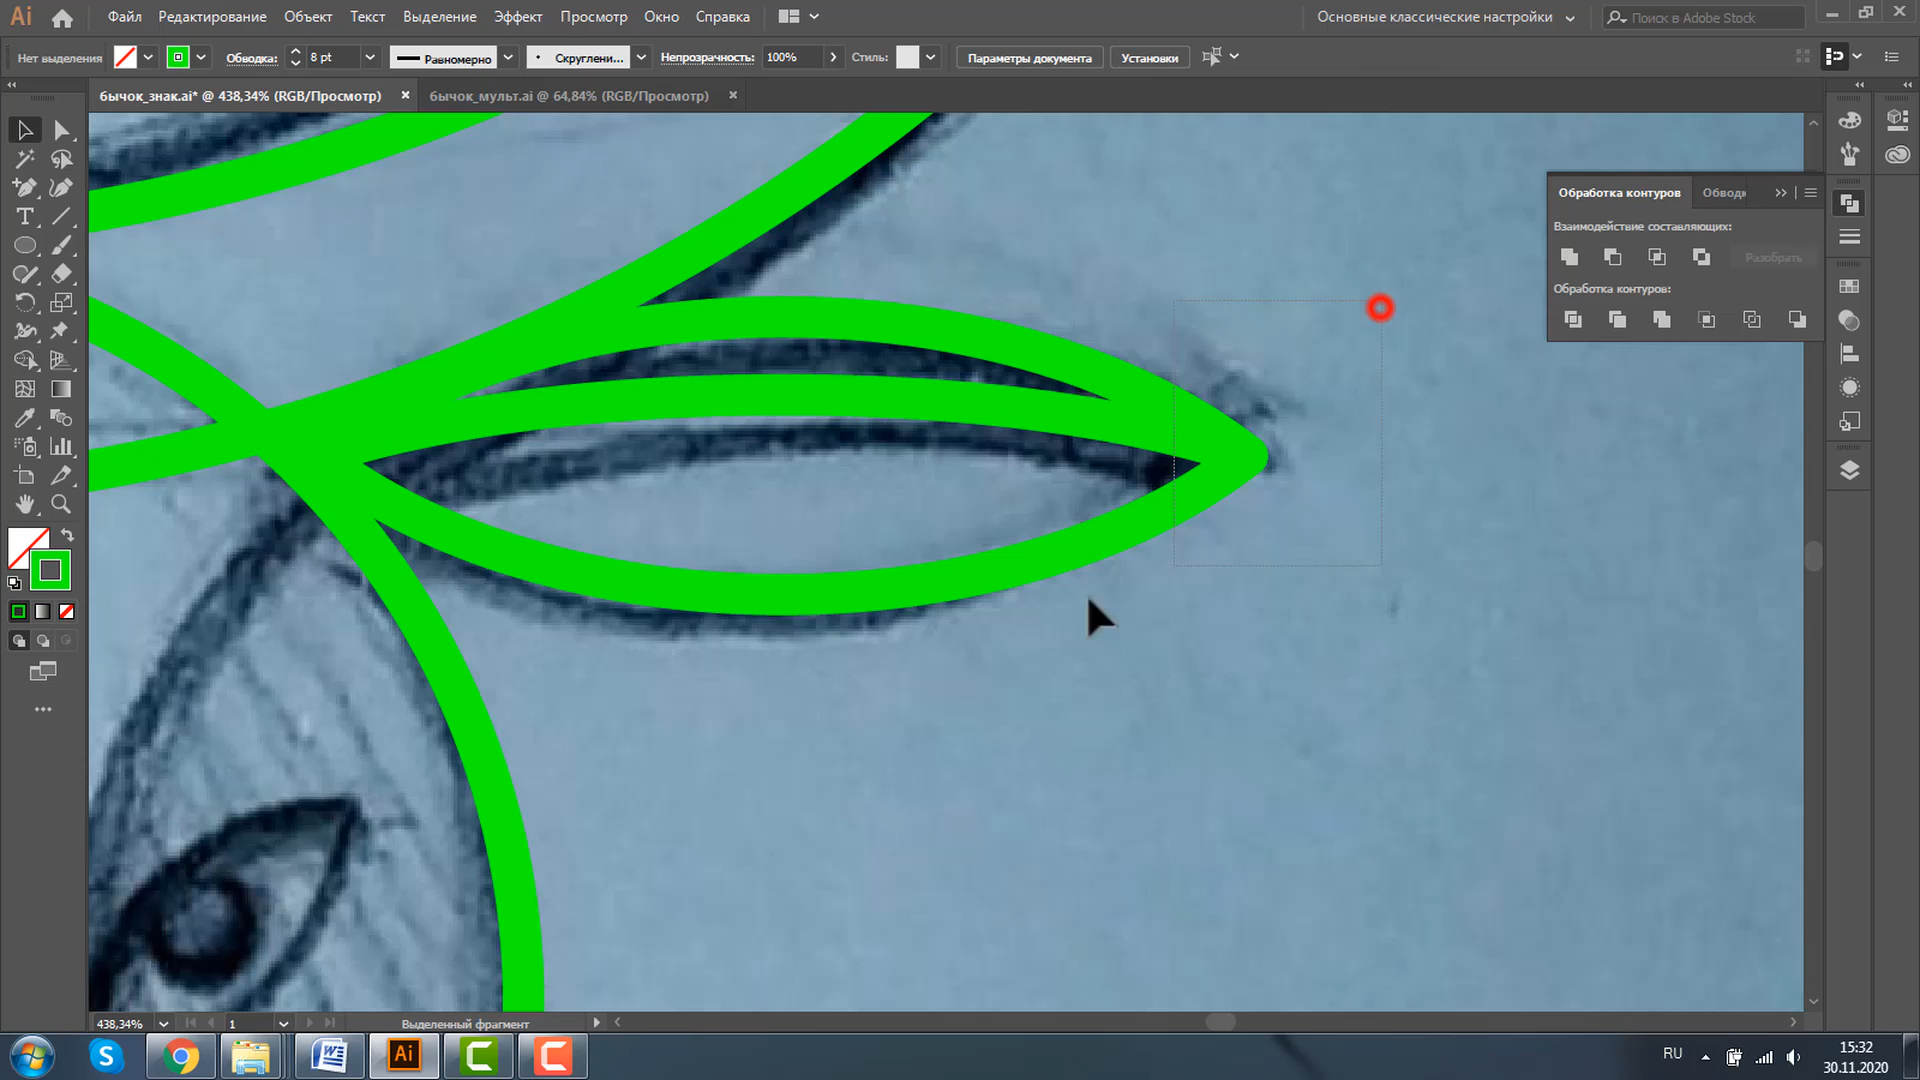 Ai
Файл Редактирование Объект Текст Выделение Эффект Просмотр Окно Справка
Основные классические настройки
Поиск в Adobe Stock
Нет выделения
Обводка: 8 pt
Равномерно
Скруглени...
Непрозрачность: 100%
Стиль:
Параметры документа
Установки
бычок_знак.ai* @ 438,34% (RGB/Просмотр)
бычок_мульт.ai @ 64,84% (RGB/Просмотр)
Обработка контуров
Обводк
Взаимодействие составляющих:
Разобрать
Обработка контуров:
438,34%
1
Выделенный фрагмент
Ai
RU
15:32
30.11.2020